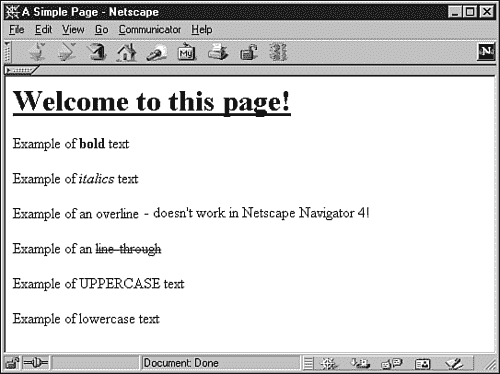 A Simple Page - Netscape
File Edit View Go Communicator Help
My
N
Welcome to this page!
Example of bold text
Example of italics text
Example of an overline - doesn't work in Netscape Navigator 4!
Example of an line-through
Example of UPPERCASE text
Example of lowercase text
Document: Done